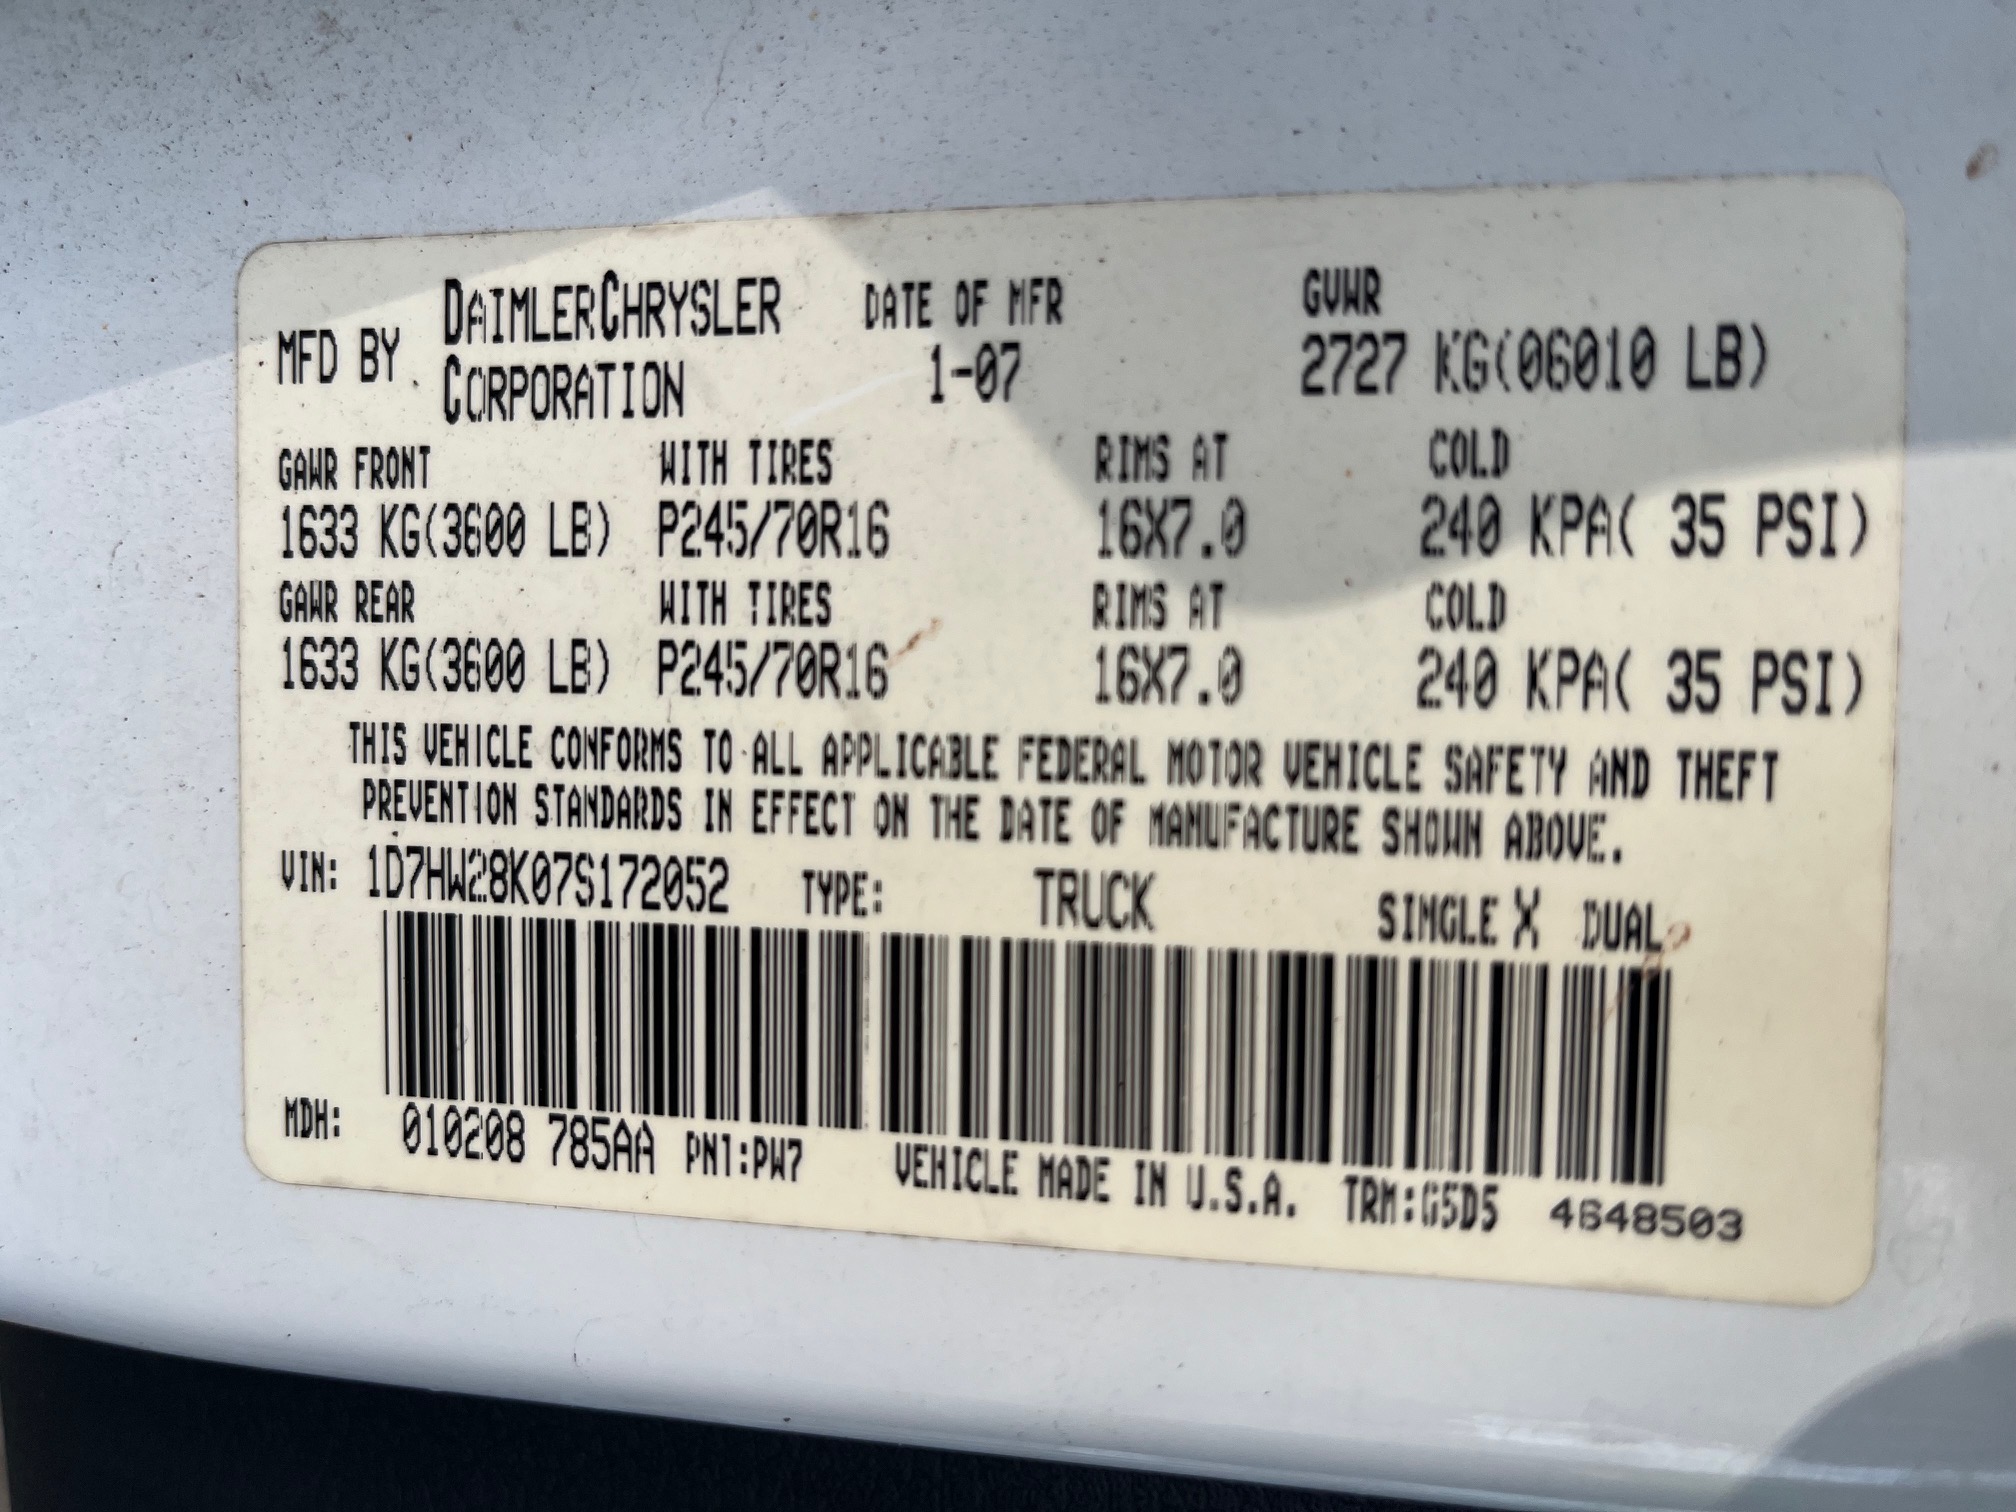 MFD BY DAIMLERCHRYSLER CORPORATION DATE OF MFR 1-07 GVWR 2727 KG(06010 LB)
GAWR FRONT WITH TIRES RIMS AT COLD
1633 KG(3600 LB) P245/70R16 16X7.0 240 KPA( 35 PSI)
GAWR REAR WITH TIRES RIMS AT COLD
1633 KG(3600 LB) P245/70R16 16X7.0 240 KPA( 35 PSI)
THIS VEHICLE CONFORMS TO ALL APPLICABLE FEDERAL MOTOR VEHICLE SAFETY AND THEFT
PREVENTION STANDARDS IN EFFECT ON THE DATE OF MANUFACTURE SHOWN ABOVE.
VIN: 1D7HW28K07S172052 TYPE: TRUCK SINGLE X DUAL
MDH: 010208 785AA PNT:PW7 VEHICLE MADE IN U.S.A. TRM:G5D5 4648503